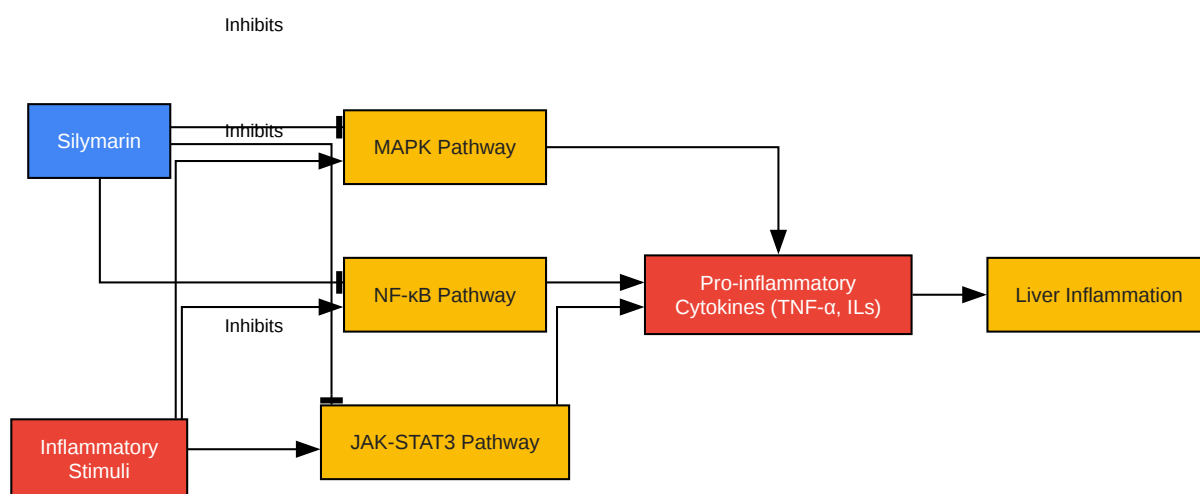 Inhibits
Silymarin
Inhibits
MAPK Pathway
NF-κB Pathway
Pro-inflammatory
Cytokines (TNF-α, ILs)
Liver Inflammation
Inhibits
Inflammatory
Stimuli
JAK-STAT3 Pathway